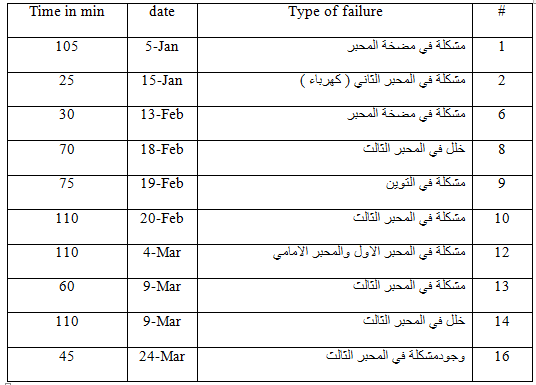 Time in min date Type of failure #
105 5-Jan مشكلة في مضخة المحبر 1
25 15-Jan مشكلة في المحبر الثاني ( كهرباء ) 2
30 13-Feb مشكلة في مضخة المحبر 6
70 18-Feb خلل في المحبر الثالث 8
75 19-Feb مشكلة في التوين 9
110 20-Feb مشكلة في المحبر الثالث 10
110 4-Mar مشكلة في المحبر الاول والمحبر الامامي 12
60 9-Mar مشكلة في المحبر الثالث 13
110 9-Mar خلل في المحبر الثالث 14
45 24-Mar وجودمشكلة في المحبر الثالث 16